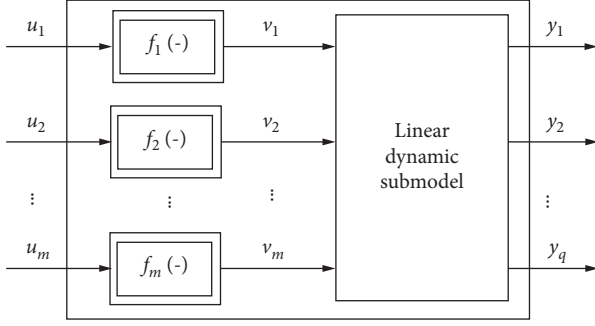 u1 f1 (-) v1 y1
u2 f2 (-) v2 y2
Linear
dynamic
submodel
... ... ... ...
um fm (-) vm yq